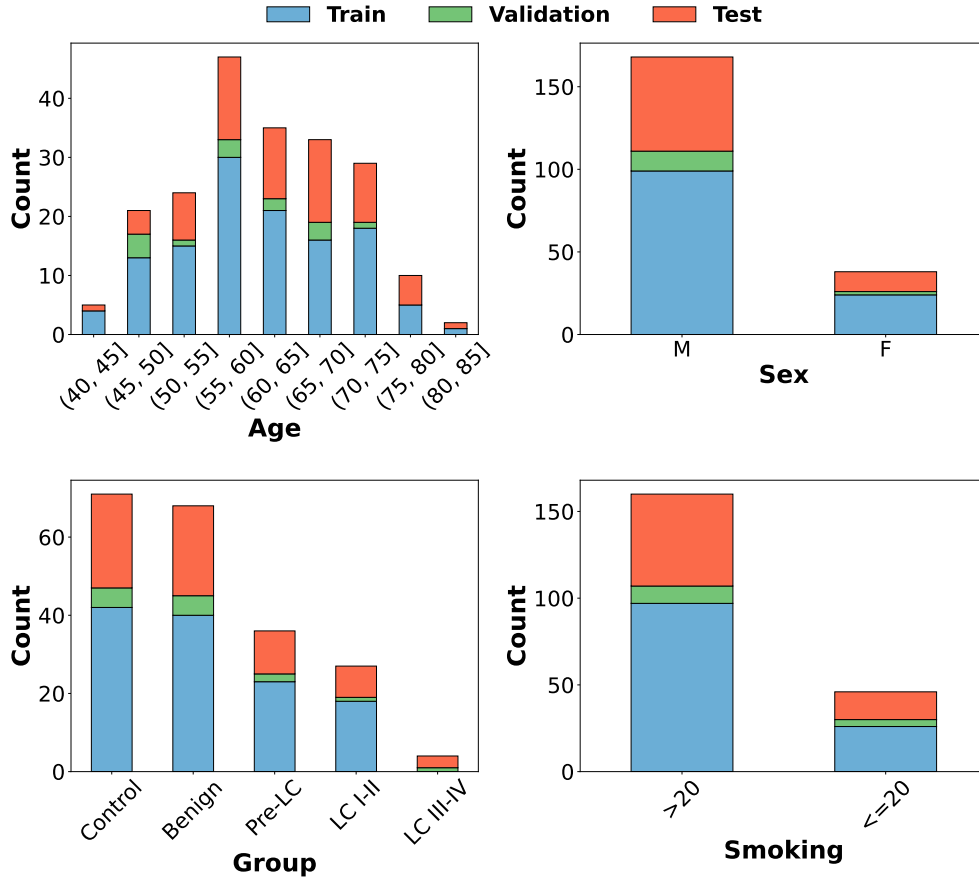 Train Validation Test
Count
40
30
20
10
0
(40, 45] (45, 50] (50, 55] (55, 60] (60, 65] (65, 70] (70, 75] (75, 80] (80, 85]
Age
Count
150
100
50
0
M F
Sex
Count
60
40
20
0
Control Benign Pre-LC LC I-II LC III-IV
Group
Count
150
100
50
0
>20 <=20
Smoking